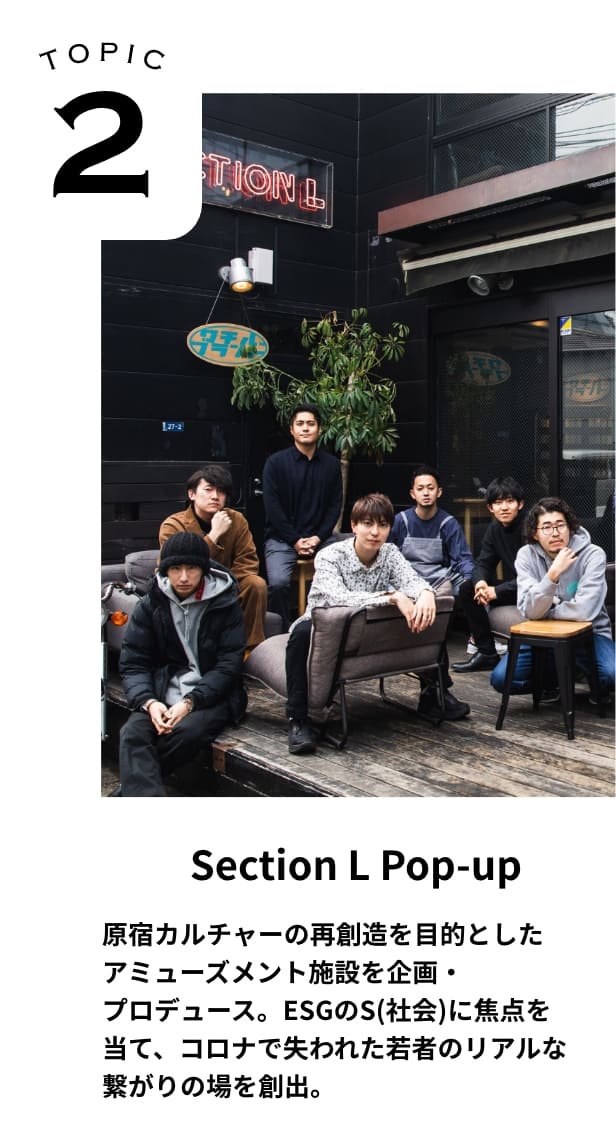 TOPIC
2
CTION L
27-2
Section L Pop-up
原宿カルチャーの再創造を目的とした
アミューズメント施設を企画・
プロデュース。ESGのS(社会)に焦点を
当て、コロナで失われた若者のリアルな
繋がりの場を創出。